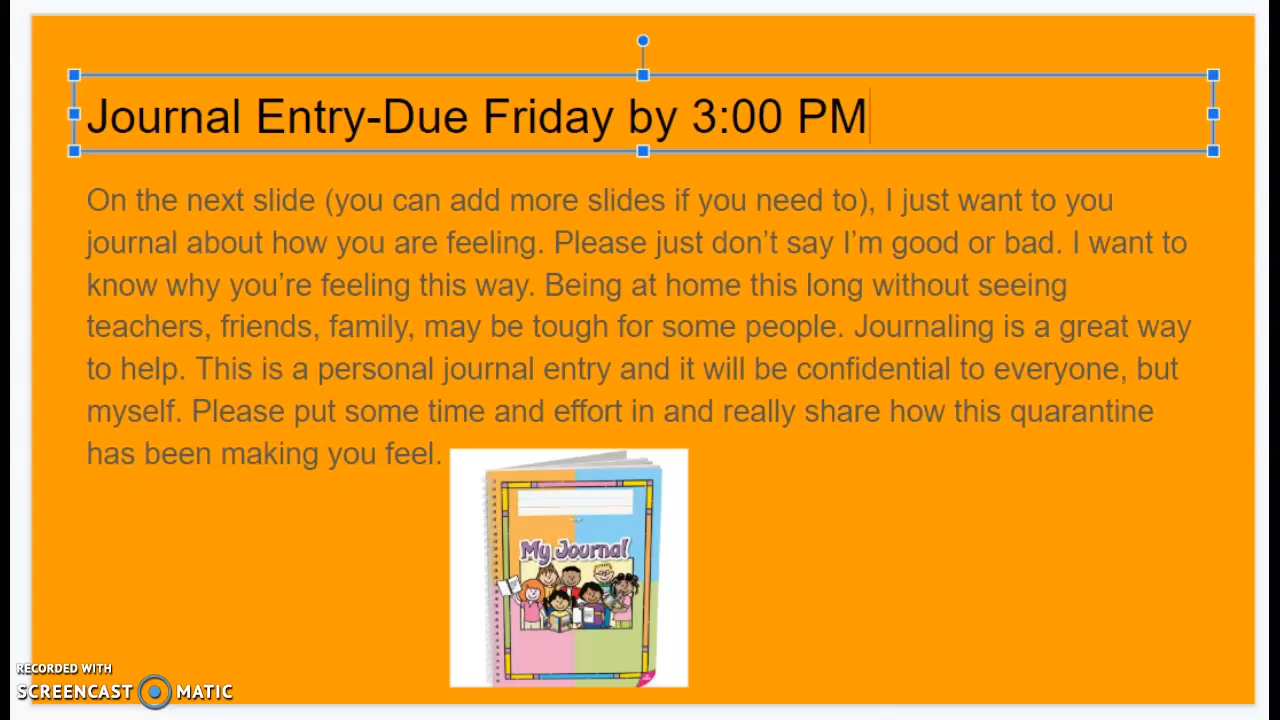 Journal Entry-Due Friday by 3:00 PM
On the next slide (you can add more slides if you need to), I just want to you
journal about how you are feeling. Please just don’t say I’m good or bad. I want to
know why you’re feeling this way. Being at home this long without seeing
teachers, friends, family, may be tough for some people. Journaling is a great way
to help. This is a personal journal entry and it will be confidential to everyone, but
myself. Please put some time and effort in and really share how this quarantine
has been making you feel.
My Journal
RECORDED WITH
SCREENCAST MATIC